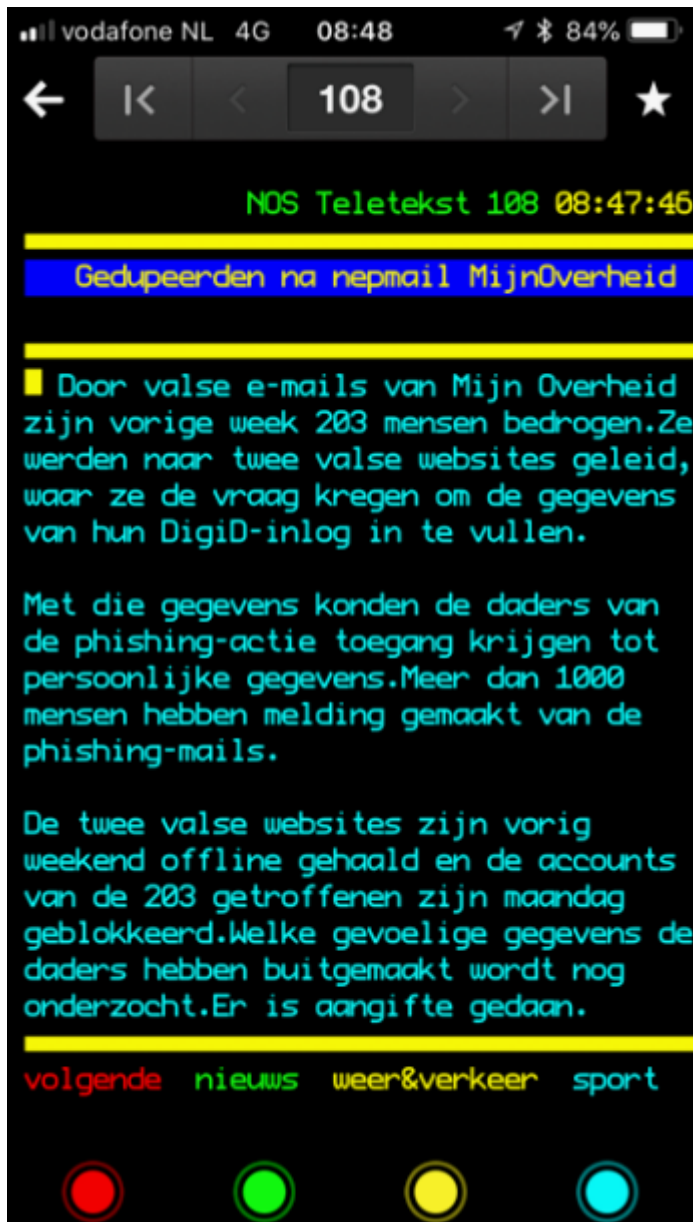 vodafone NL 4G 08:48 84%
108
NOS Teletekst 108 08:47:46
Gedupeerden na nepmail MijnOverheid
Door valse e-mails van Mijn Overheid
zijn vorige week 203 mensen bedrogen.Ze
werden naar twee valse websites geleid,
waar ze de vraag kregen om de gegevens
van hun DigiD-inlog in te vullen.
Met die gegevens konden de daders van
de phishing-actie toegang krijgen tot
persoonlijke gegevens.Meer dan 1000
mensen hebben melding gemaakt van de
phishing-mails.
De twee valse websites zijn vorig
weekend offline gehaald en de accounts
van de 203 getroffenen zijn maandag
geblokkeerd.Welke gevoelige gegevens de
daders hebben buitgemaakt wordt nog
onderzocht.Er is aangifte gedaan.
volgende nieuws weer&verkeer sport